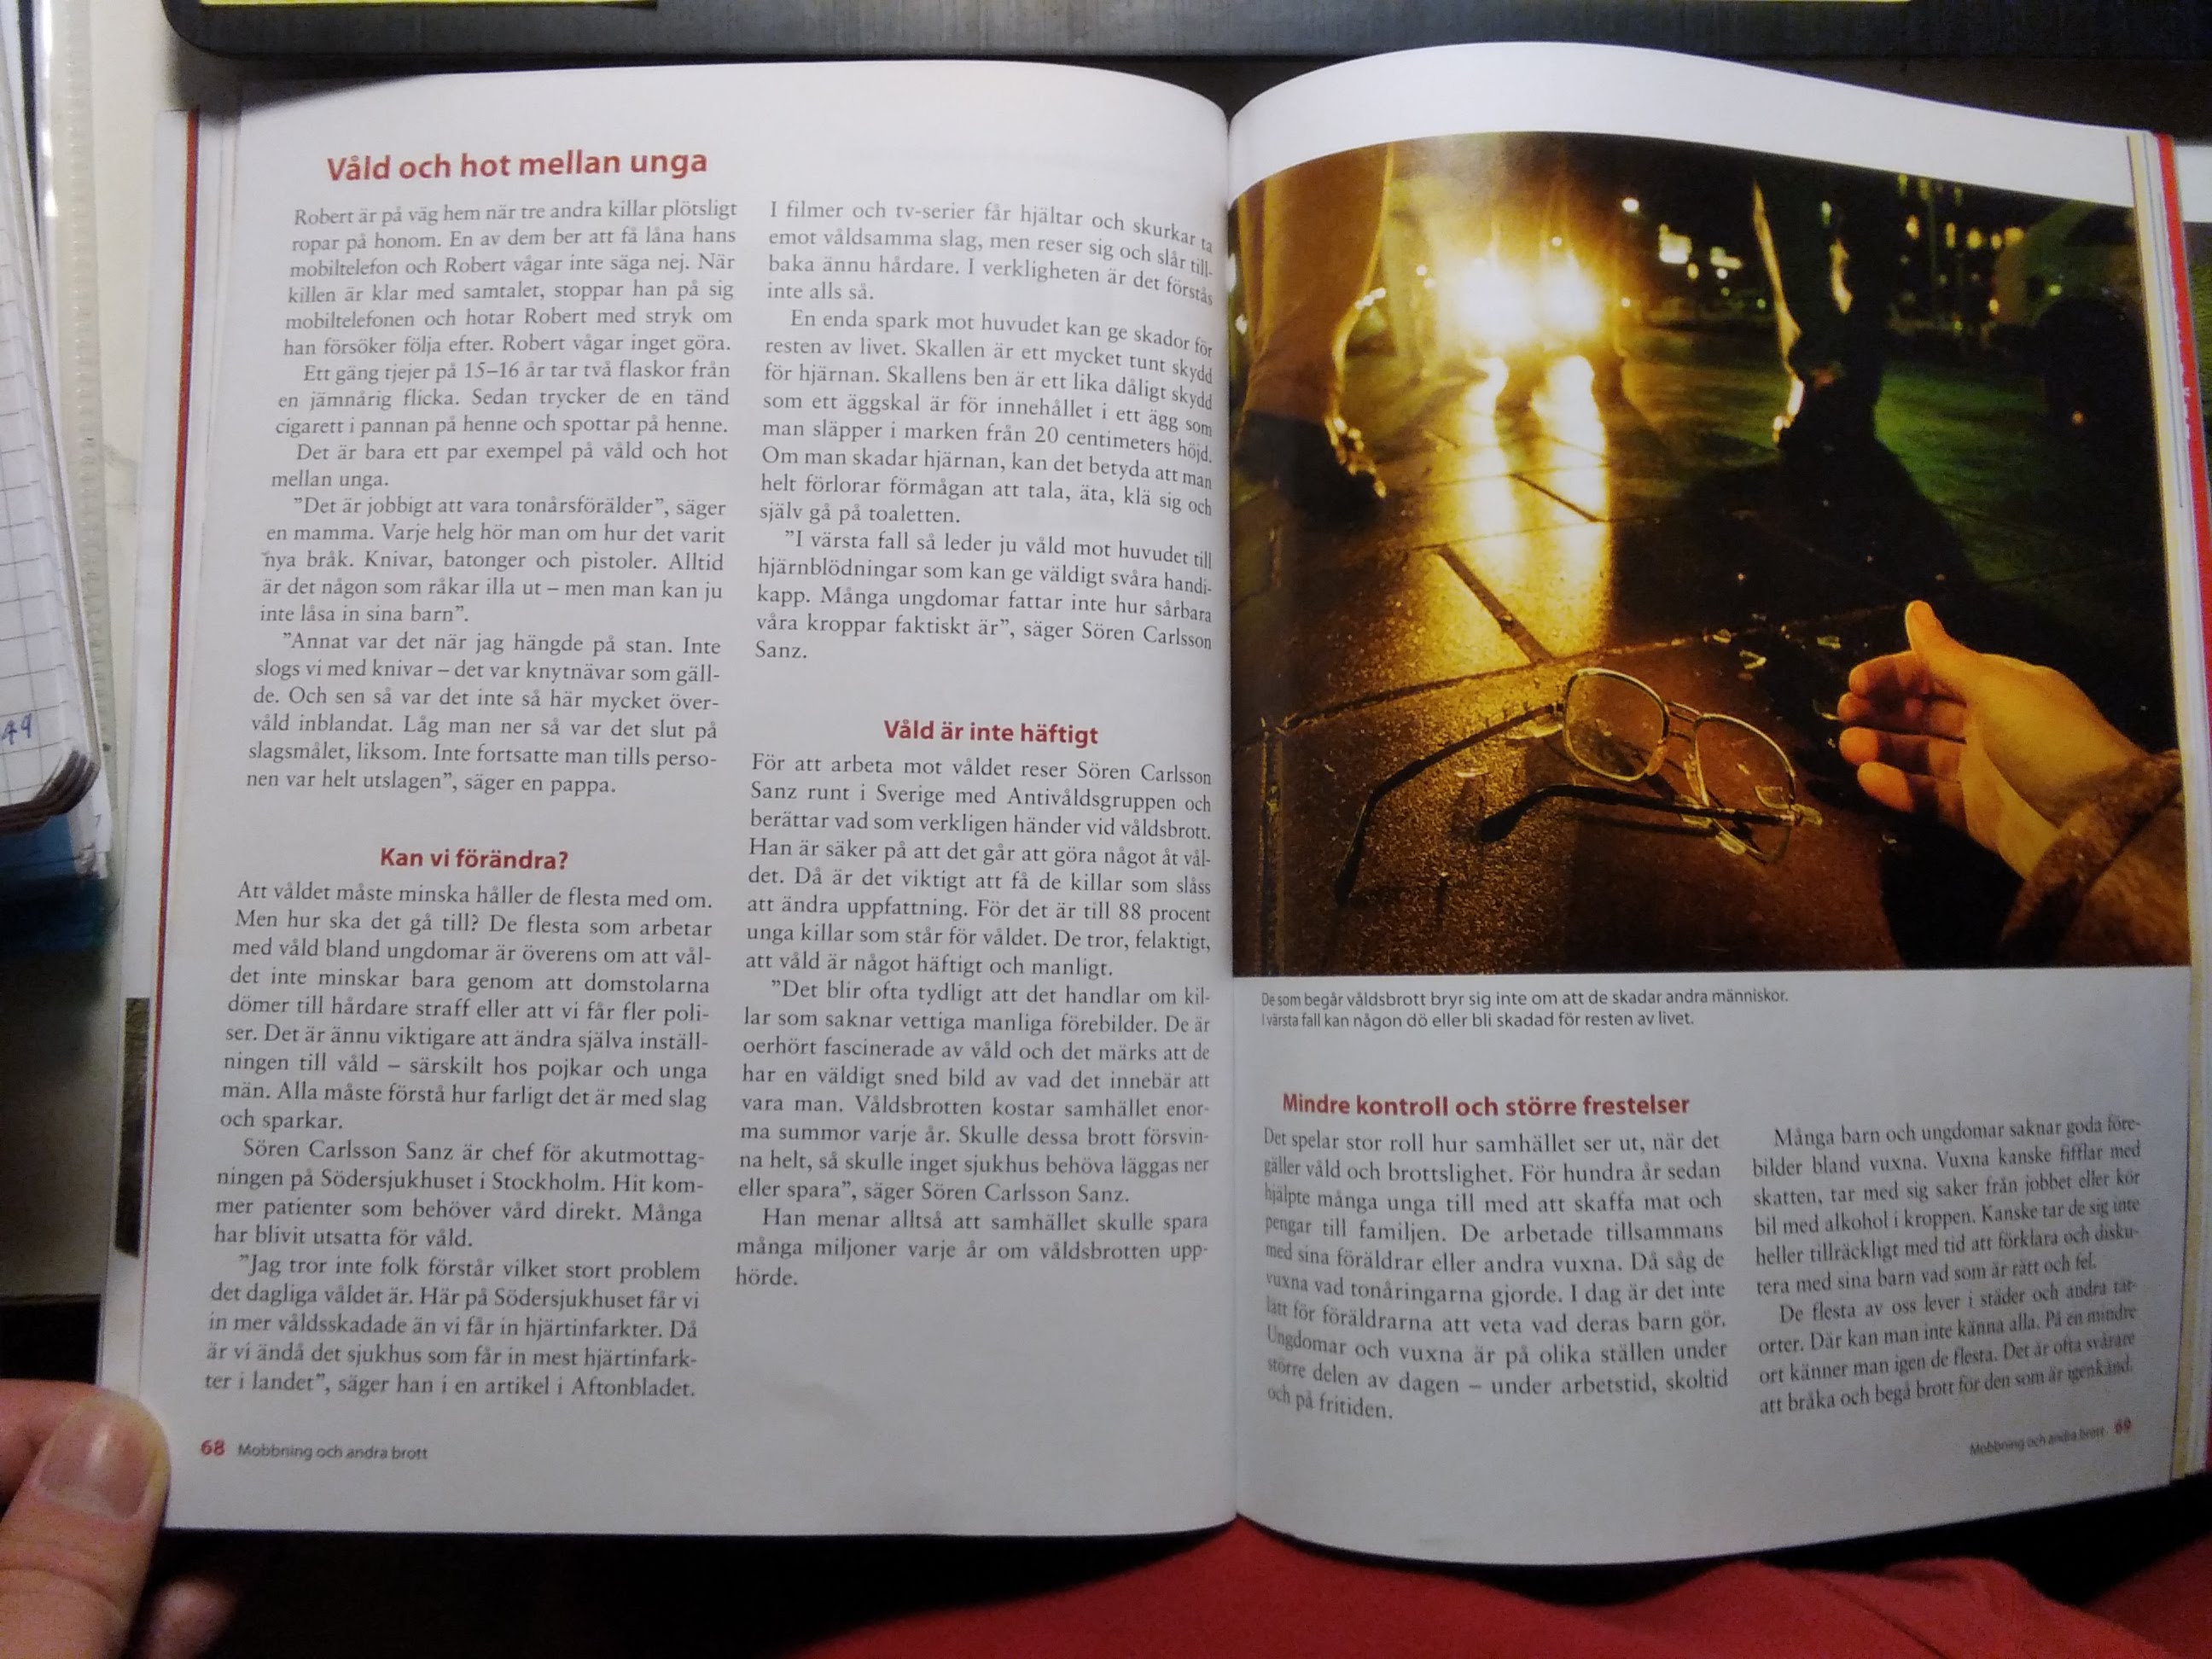 Våld och hot mellan unga
Robert är på väg hem när tre andra killar plötsligt
ropar på honom. En av dem ber att få låna hans
mobiltelefon och Robert vågar inte säga nej. När
killen är klar med samtalet, stoppar han på sig
mobiltelefonen och hotar Robert med stryk om
han försöker följa efter. Robert vågar inget göra.
Ett gäng tjejer på 15–16 år tar två flaskor från
en jämnårig flicka. Sedan trycker de en tänd
cigarett i pannan på henne och spottar på henne.
Det är bara ett par exempel på våld och hot
mellan unga.
”Det är jobbigt att vara tonårsförälder”, säger
en mamma. Varje helg hör man om hur det varit
nya bråk. Knivar, batonger och pistoler. Alltid
är det någon som råkar illa ut – men man kan ju
inte låsa in sina barn”.
”Annat var det när jag hängde på stan. Inte
slogs vi med knivar – det var knytnävar som gäll-
de. Och sen så var det inte så här mycket över-
våld inblandat. Låg man ner så var det slut på
slagsmålet, liksom. Inte fortsatte man tills perso-
nen var helt utslagen”, säger en pappa.
Kan vi förändra?
Att våldet måste minska håller de flesta med om.
Men hur ska det gå till? De flesta som arbetar
med våld bland ungdomar är överens om att vål-
det inte minskar bara genom att domstolarna
dömer till hårdare straff eller att vi får fler poli-
ser. Det är ännu viktigare att ändra själva inställ-
ningen till våld – särskilt hos pojkar och unga
män. Alla måste förstå hur farligt det är med slag
och sparkar.
Sören Carlsson Sanz är chef för akutmottag-
ningen på Södersjukhuset i Stockholm. Hit kom-
mer patienter som behöver vård direkt. Många
har blivit utsatta för våld.
”Jag tror inte folk förstår vilket stort problem
det dagliga våldet är. Här på Södersjukhuset får vi
in mer våldsskadade än vi får in hjärtinfarkter. Då
är vi ändå det sjukhus som får in mest hjärtinfark-
ter i landet”, säger han i en artikel i Aftonbladet.
68 Mobbning och andra brott
I filmer och tv-serier får hjältar och skurkar ta
emot våldsamma slag, men reser sig och slår till-
baka ännu hårdare. I verkligheten är det förstås
inte alls så.
En enda spark mot huvudet kan ge skador för
resten av livet. Skallen är ett mycket tunt skydd
för hjärnan. Skallens ben är ett lika dåligt skydd
som ett äggskal är för innehållet i ett ägg som
man släpper i marken från 20 centimeters höjd.
Om man skadar hjärnan, kan det betyda att man
helt förlorar förmågan att tala, äta, klä sig och
själv gå på toaletten.
”I värsta fall så leder ju våld mot huvudet till
hjärnblödningar som kan ge väldigt svåra handi-
kapp. Många ungdomar fattar inte hur sårbara
våra kroppar faktiskt är”, säger Sören Carlsson
Sanz.
Våld är inte häftigt
För att arbeta mot våldet reser Sören Carlsson
Sanz runt i Sverige med Antivåldsgruppen och
berättar vad som verkligen händer vid våldsbrott.
Han är säker på att det går att göra något åt vål-
det. Då är det viktigt att få de killar som slåss
att ändra uppfattning. För det är till 88 procent
unga killar som står för våldet. De tror, felaktigt,
att våld är något häftigt och manligt.
”Det blir ofta tydligt att det handlar om kil-
lar som saknar vettiga manliga förebilder. De är
oerhört fascinerade av våld och det märks att de
har en väldigt sned bild av vad det innebär att
vara man. Våldsbrotten kostar samhället enor-
ma summor varje år. Skulle dessa brott försvin-
na helt, så skulle inget sjukhus behöva läggas ner
eller spara”, säger Sören Carlsson Sanz.
Han menar alltså att samhället skulle spara
många miljoner varje år om våldsbrotten upp-
hörde.
De som begår våldsbrott bryr sig inte om att de skadar andra människor.
I värsta fall kan någon dö eller bli skadad för resten av livet.
Mindre kontroll och större frestelser
Det spelar stor roll hur samhället ser ut, när det
gäller våld och brottslighet. För hundra år sedan
hjälpte många unga till med att skaffa mat och
pengar till familjen. De arbetade tillsammans
med sina föräldrar eller andra vuxna. Då såg de
vuxna vad tonåringarna gjorde. I dag är det inte
lätt för föräldrarna att veta vad deras barn gör.
Ungdomar och vuxna är på olika ställen under
större delen av dagen – under arbetstid, skoltid
och på fritiden.
Många barn och ungdomar saknar goda före-
bilder bland vuxna. Vuxna kanske fifflar med
skatten, tar med sig saker från jobbet eller kör
bil med alkohol i kroppen. Kanske tar de sig inte
heller tillräckligt med tid att förklara och disku-
tera med sina barn vad som är rätt och fel.
De flesta av oss lever i städer och andra tät-
orter. Där kan man inte känna alla. På en mindre
ort känner man igen de flesta. Det är ofta svårare
att bråka och begå brott för den som är igenkänd.
Mobbning och andra brott 69